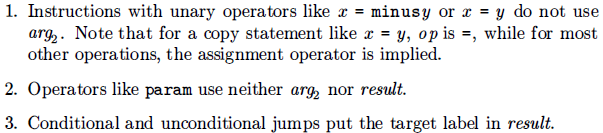 1. Instructions with unary operators like x = minusy or x = y do not use
arg₂. Note that for a copy statement like x = y, op is =, while for most
other operations, the assignment operator is implied.
2. Operators like param use neither arg₂ nor result.
3. Conditional and unconditional jumps put the target label in result.